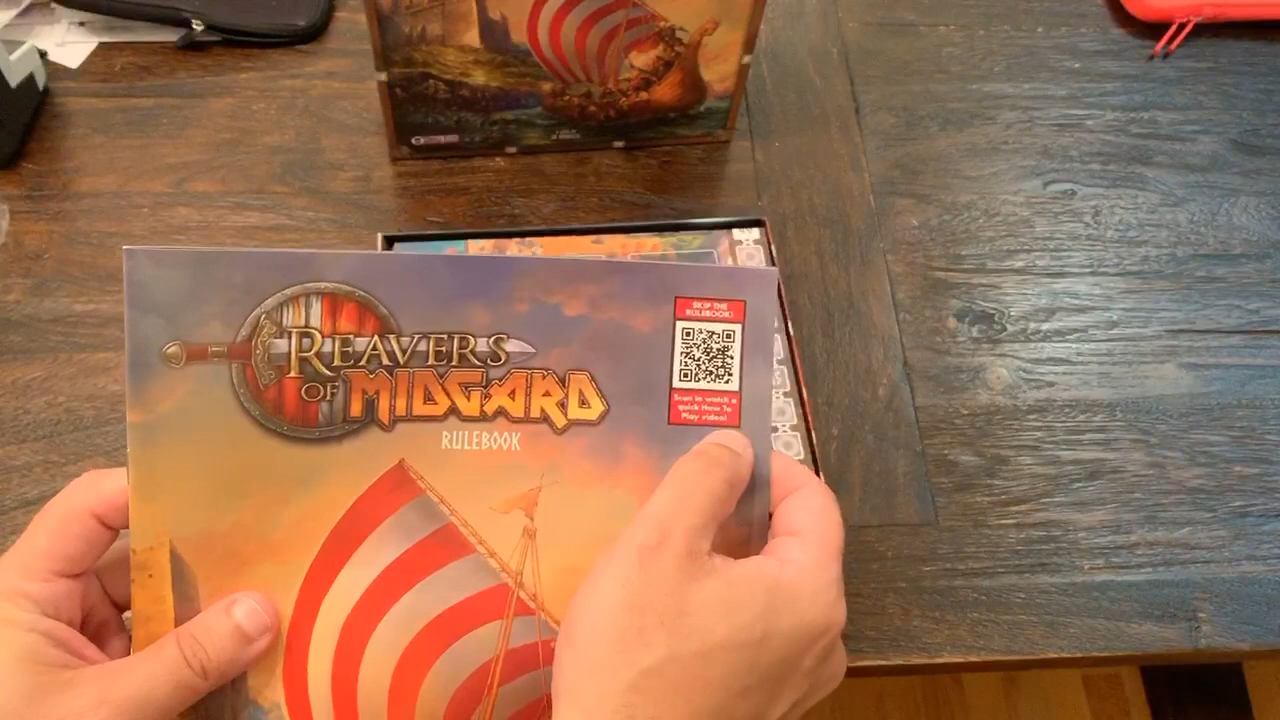 REAVERS
OF MIDGARD
RULEBOOK
SKIP THE
RULEBOOK!
Scan to watch a
quick How To
Play video!